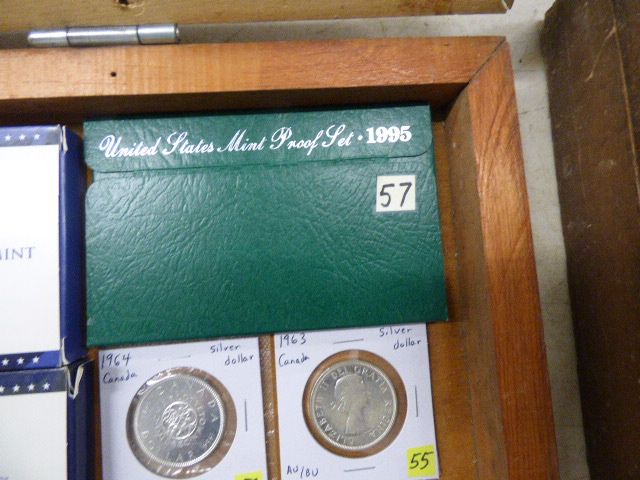 United States Mint Proof Set · 1995
57
MINT
1964
Canada
silver
dollar
1963
Canada
silver
dollar
AU/BU
55